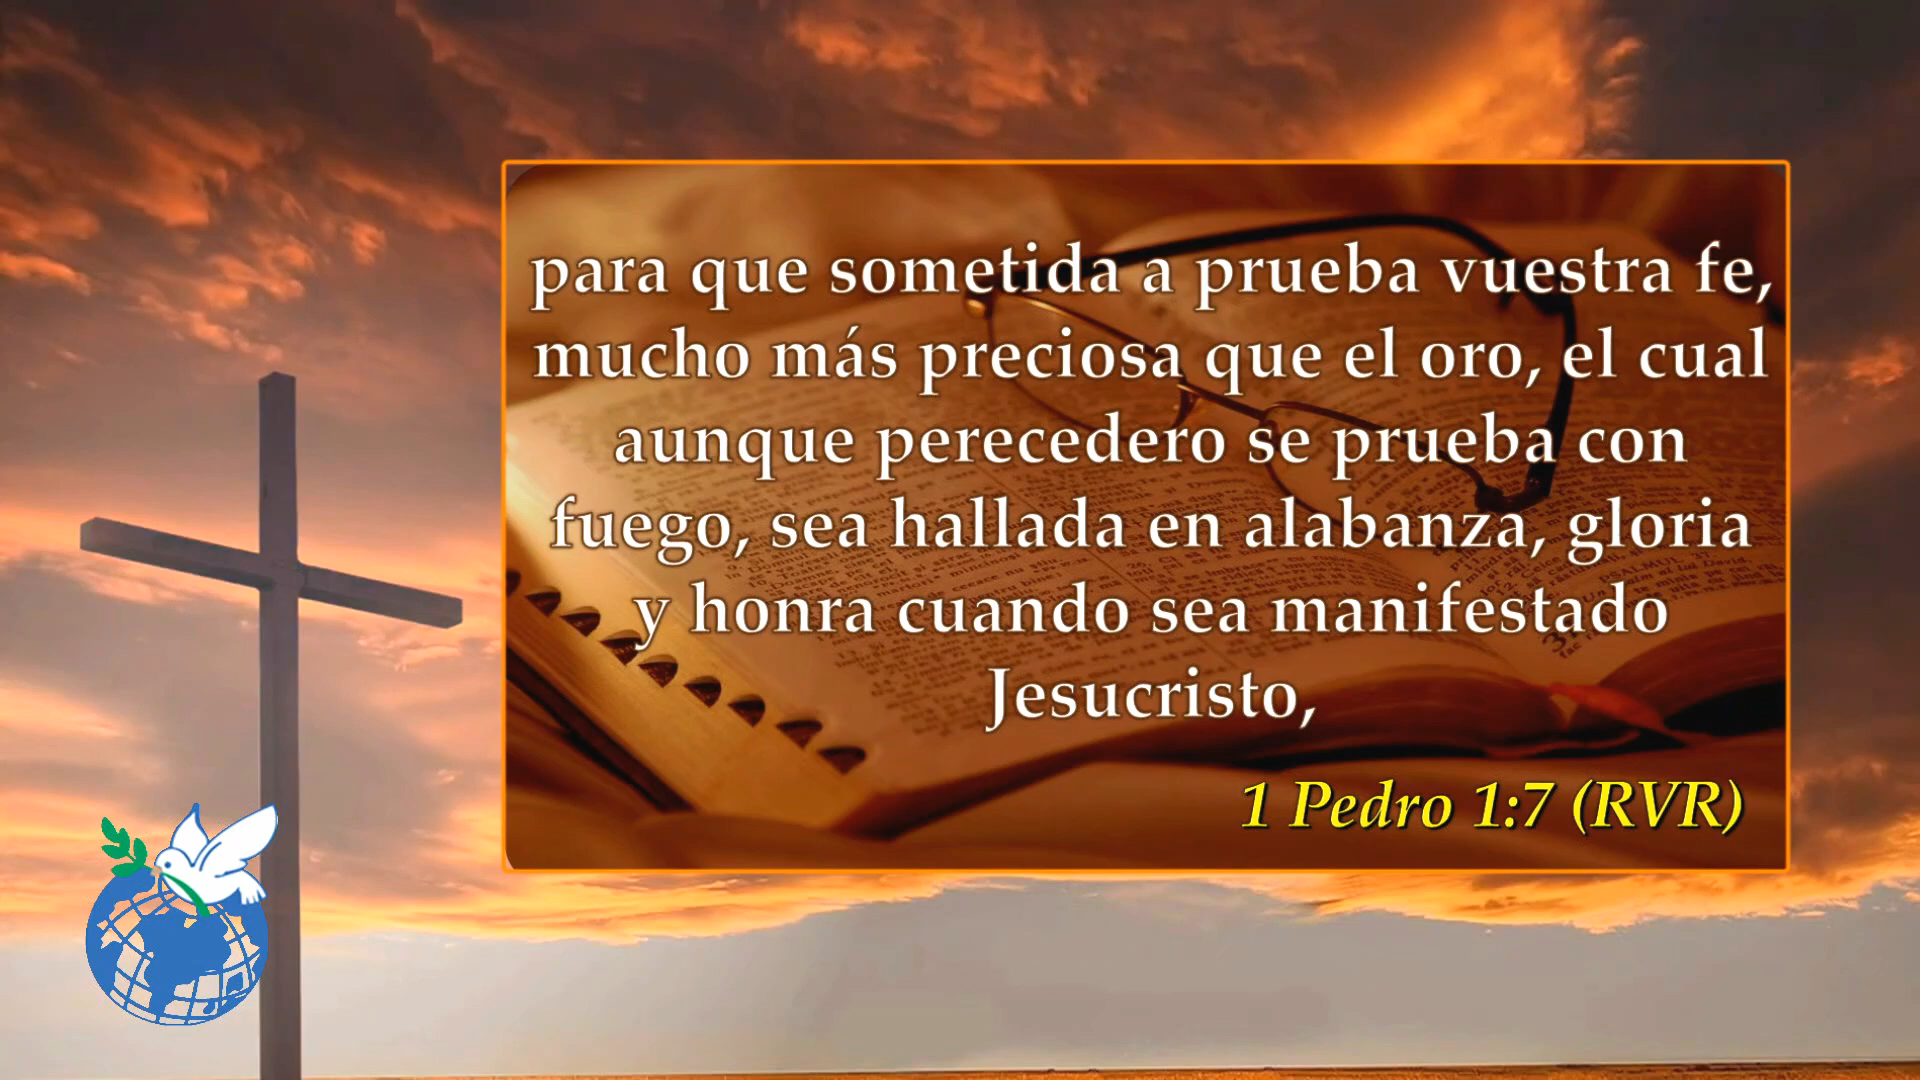 para que sometida a prueba vuestra fe,
mucho más preciosa que el oro, el cual
aunque perecedero se prueba con
fuego, sea hallada en alabanza, gloria
y honra cuando sea manifestado
Jesucristo,
1 Pedro 1:7 (RVR)